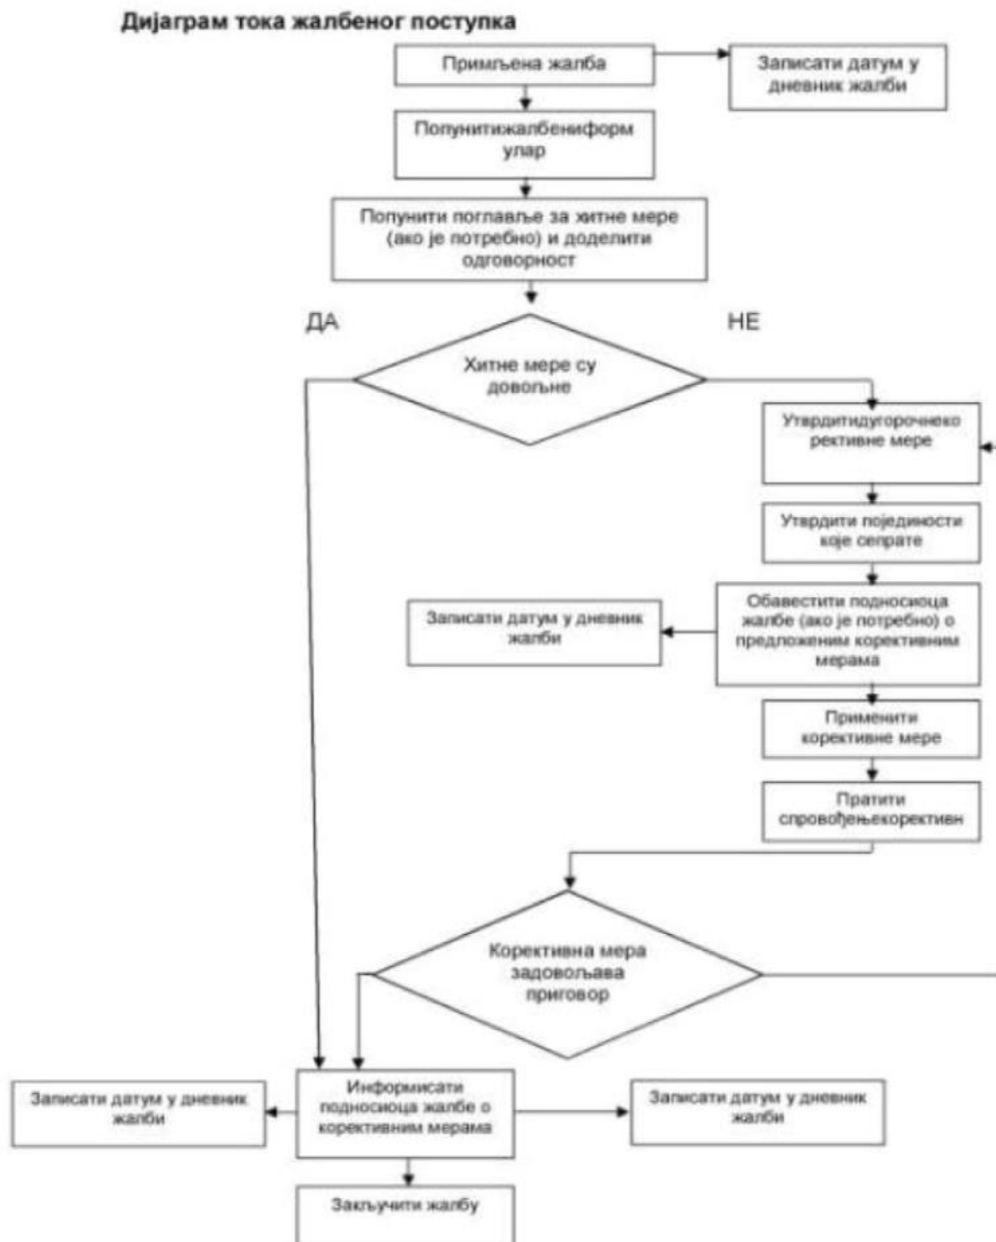 Дијаграм тока жалбеног поступка
Примљена жалба
Записати датум у
дневник жалби
Попунитижалбениформ
улар
Попунити поглавље за хитне мере
(ако је потребно) и доделити
одговорност
ДА
НЕ
Хитне мере су
довољне
Утврдитидугорочнеко
рективне мере
Утврдити појединости
које сепрате
Обавестити подносиоца
жалбе (ако је потребно) о
предложеним корективним
мерама
Записати датум у дневник
жалби
Применити
корективне мере
Пратити
спровођењекорективн
Корективна мера
задовољава
приговор
Записати датум у дневник
жалби
Информисати
подносиоца жалбе о
корективним мерама
Записати датум у дневник
жалби
Закључити жалбу